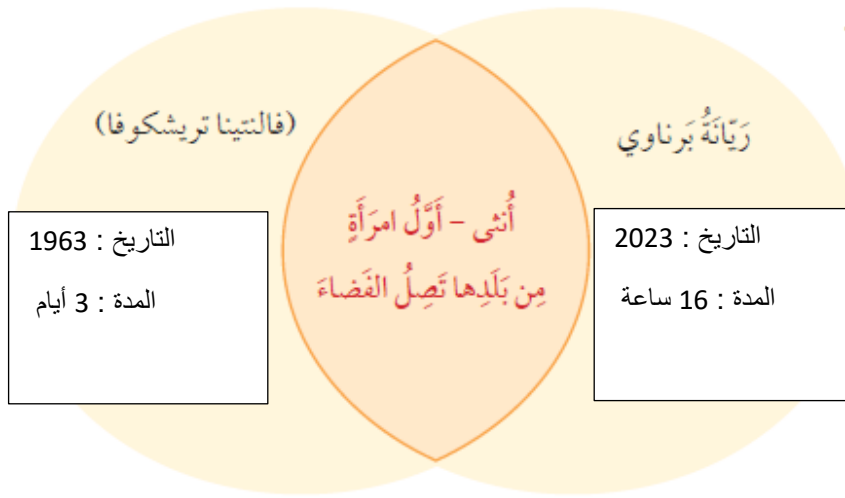 رَيّانَةُ بَرناوي
التاريخ : 2023
المدة : 16 ساعة
أُنثى – أَوَّلُ امرَأَةٍ
مِن بَلَدِها تَصِلُ الفَضاءَ
(فالنتينا تريشكوفا)
التاريخ : 1963
المدة : 3 أيام